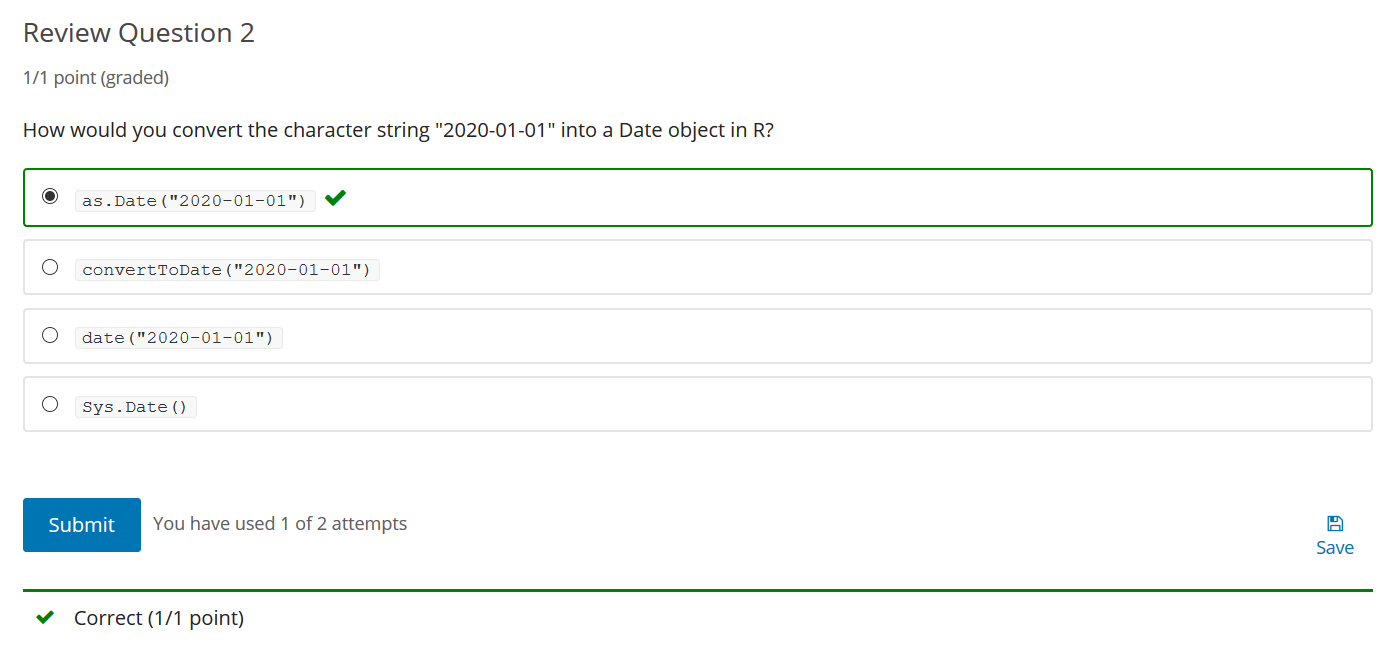 Review Question 2
1/1 point (graded)
How would you convert the character string "2020-01-01" into a Date object in R?
as.Date("2020-01-01")
convertToDate("2020-01-01")
date("2020-01-01")
Sys.Date()
Submit
You have used 1 of 2 attempts
Save
Correct (1/1 point)